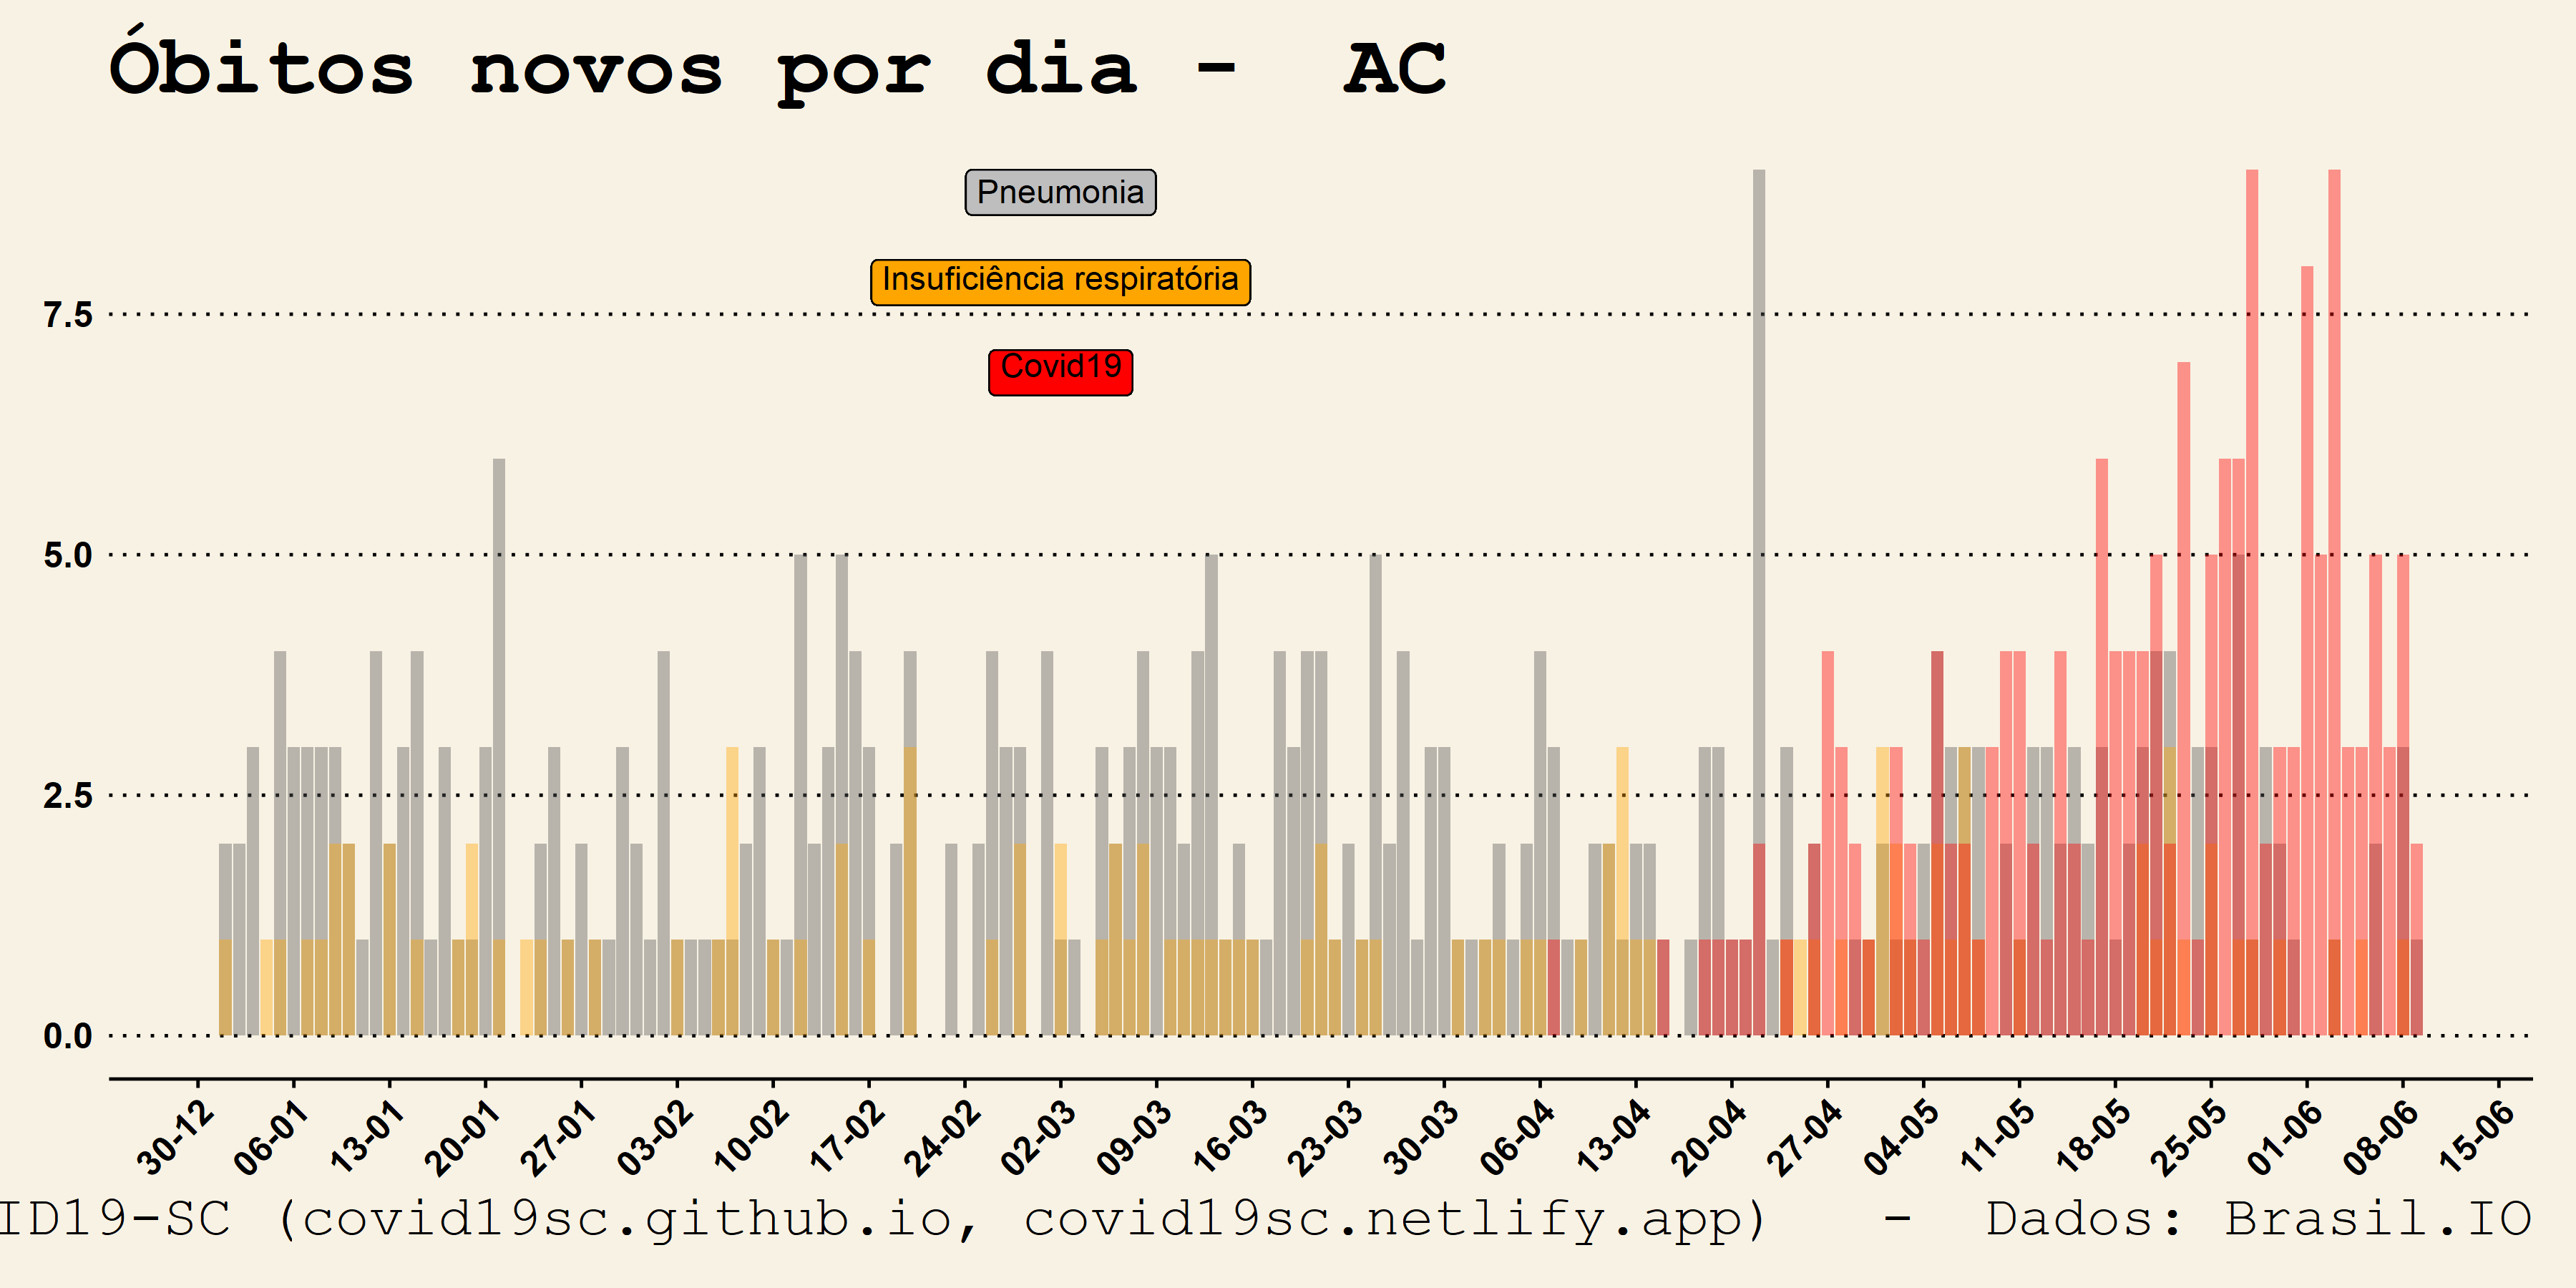 Óbitos novos por dia - AC
Pneumonia
Insuficiência respiratória
Covid19
7.5
5.0
2.5
0.0
30-12 06-01 13-01 20-01 27-01 03-02 10-02 17-02 24-02 02-03 09-03 16-03 23-03 30-03 06-04 13-04 20-04 27-04 04-05 11-05 18-05 25-05 01-06 08-06 15-06
ID19-SC (covid19sc.github.io, covid19sc.netlify.app) - Dados: Brasil.IO